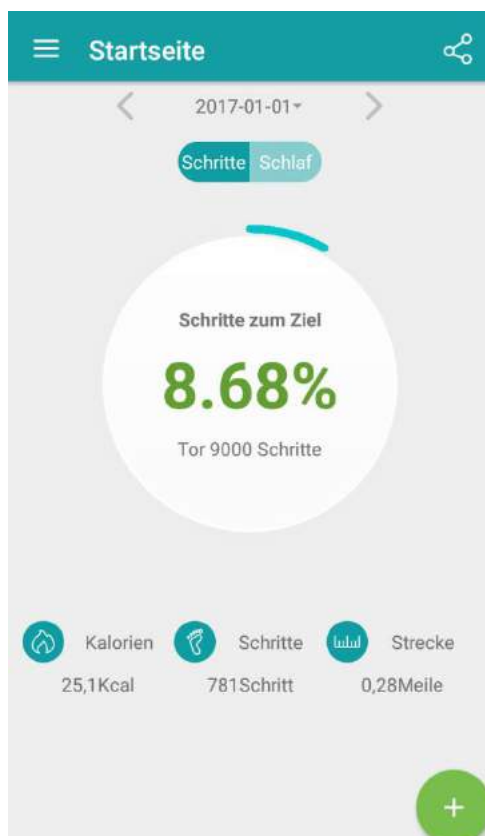 Startseite
2017-01-01
Schritte Schlaf
Schritte zum Ziel
8.68%
Tor 9000 Schritte
Kalorien Schritte Strecke
25,1Kcal 781Schritt 0,28Meile
+